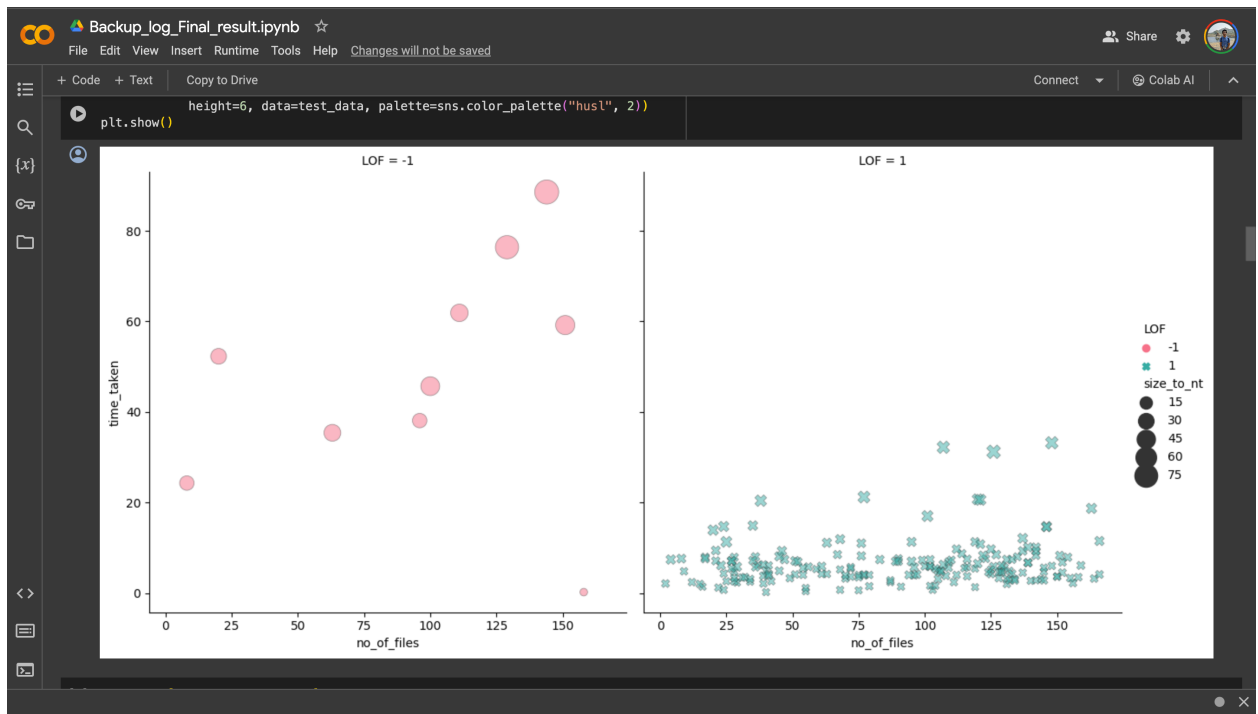 Backup_log_Final_result.ipynb
File Edit View Insert Runtime Tools Help Changes will not be saved
Share
+ Code + Text Copy to Drive
Connect Colab AI
height=6, data=test_data, palette=sns.color_palette("husl", 2))
plt.show()
{x}
LOF = -1
LOF = 1
time_taken
80
60
40
20
0
0 25 50 75 100 125 150
no_of_files
0 25 50 75 100 125 150
no_of_files
LOF
-1
1
size_to_nt
15
30
45
60
75